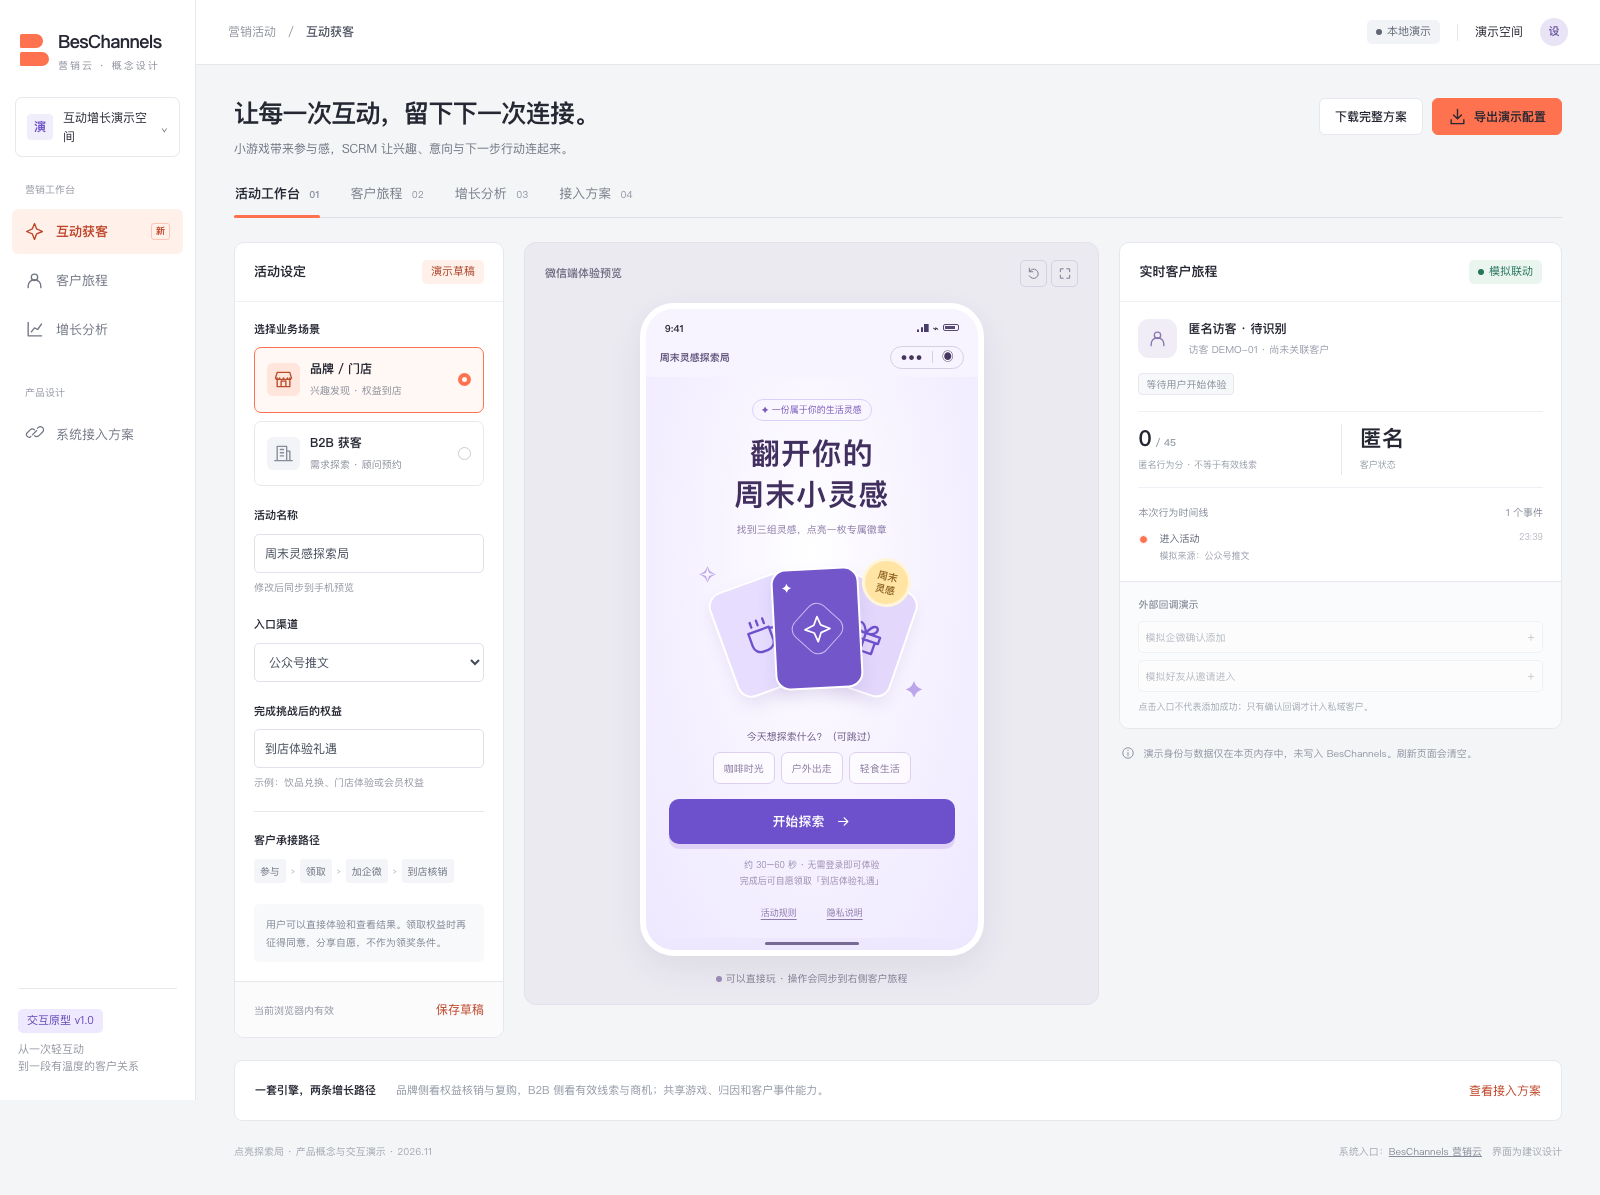 BesChannels
营销云 · 概念设计
演
互动增长演示空
间
营销工作台
互动获客
新
客户旅程
增长分析
产品设计
系统接入方案
交互原型 v1.0
从一次轻互动
到一段有温度的客户关系
营销活动 / 互动获客
本地演示
演示空间
设
让每一次互动，留下下一次连接。
小游戏带来参与感，SCRM 让兴趣、意向与下一步行动连起来。
下载完整方案
导出演示配置
活动工作台 01
客户旅程 02
增长分析 03
接入方案 04
活动设定
演示草稿
选择业务场景
品牌 / 门店
兴趣发现 · 权益到店
B2B 获客
需求探索 · 顾问预约
活动名称
周末灵感探索局
修改后同步到手机预览
入口渠道
公众号推文
完成挑战后的权益
到店体验礼遇
示例：饮品兑换、门店体验或会员权益
客户承接路径
参与 › 领取 › 加企微 › 到店核销
用户可以直接体验和查看结果。领取权益时再
征得同意，分享自愿，不作为领奖条件。
当前浏览器内有效
保存草稿
微信端体验预览
9:41
周末灵感探索局
一份属于你的生活灵感
翻开你的
周末小灵感
找到三组灵感，点亮一枚专属徽章
周末
灵感
今天想探索什么？（可跳过）
咖啡时光
户外出走
轻食生活
开始探索 →
约 30–60 秒 · 无需登录即可体验
完成后可自愿领取「到店体验礼遇」
活动规则
隐私说明
可以直接玩 · 操作会同步到右侧客户旅程
实时客户旅程
模拟联动
匿名访客 · 待识别
访客 DEMO-01 · 尚未关联客户
等待用户开始体验
0 / 45
匿名行为分 · 不等于有效线索
匿名
客户状态
本次行为时间线
1 个事件
进入活动
23:39
模拟来源：公众号推文
外部回调演示
模拟企微确认添加 +
模拟好友从邀请进入 +
点击入口不代表添加成功；只有确认回调才计入私域客户。
演示身份与数据仅在本页内存中，未写入 BesChannels。刷新页面会清空。
一套引擎，两条增长路径
品牌侧看权益核销与复购，B2B 侧看有效线索与商机；共享游戏、归因和客户事件能力。
查看接入方案
点亮探索局 · 产品概念与交互演示 · 2026.11
系统入口：BesChannels 营销云 界面为建议设计